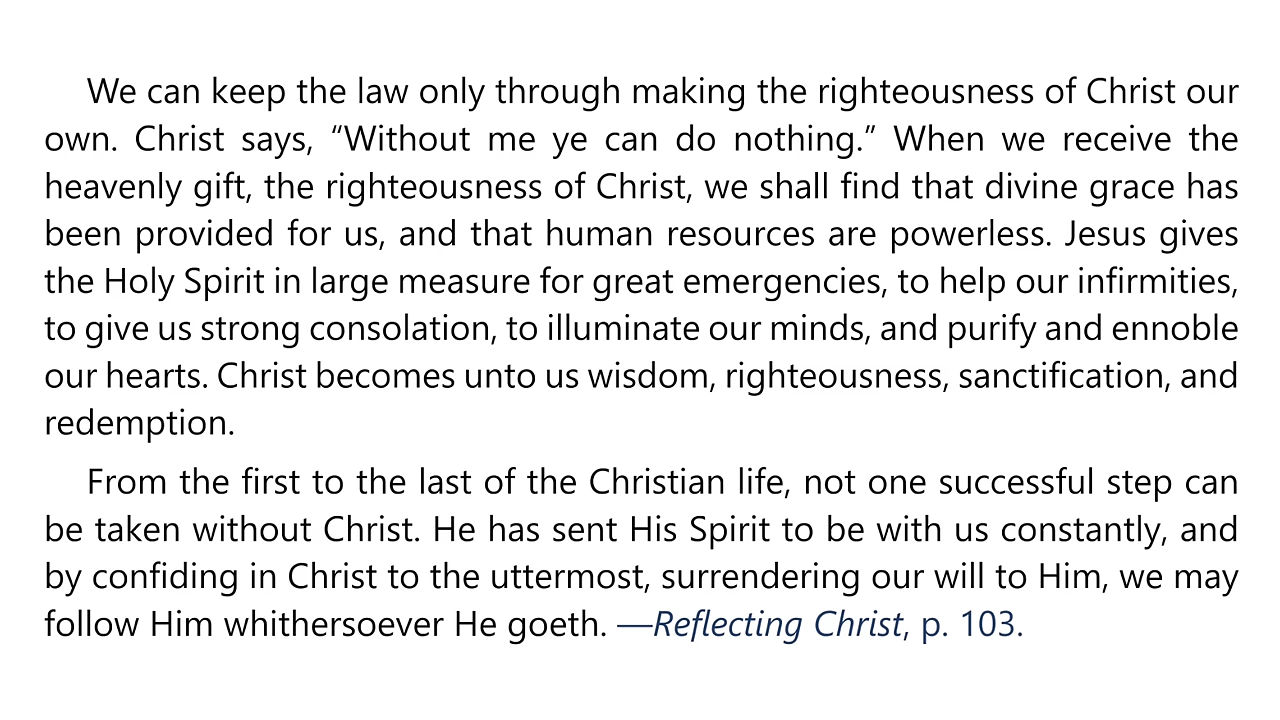 We can keep the law only through making the righteousness of Christ our
own. Christ says, “Without me ye can do nothing.” When we receive the
heavenly gift, the righteousness of Christ, we shall find that divine grace has
been provided for us, and that human resources are powerless. Jesus gives
the Holy Spirit in large measure for great emergencies, to help our infirmities,
to give us strong consolation, to illuminate our minds, and purify and ennoble
our hearts. Christ becomes unto us wisdom, righteousness, sanctification, and
redemption.
From the first to the last of the Christian life, not one successful step can
be taken without Christ. He has sent His Spirit to be with us constantly, and
by confiding in Christ to the uttermost, surrendering our will to Him, we may
follow Him whithersoever He goeth. —Reflecting Christ, p. 103.